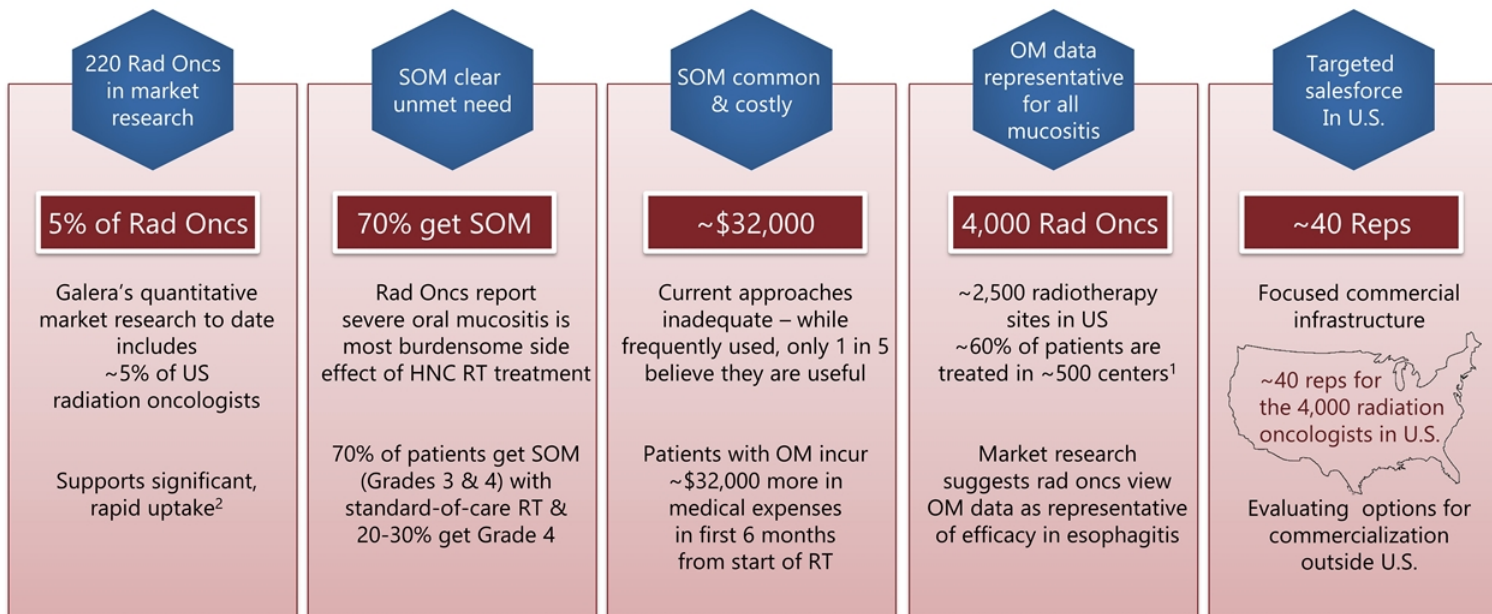 220 Rad Oncs
in market
research
5% of Rad Oncs
Galera’s quantitative
market research to date
includes
~5% of US
radiation oncologists
Supports significant,
rapid uptake2
SOM clear
unmet need
70% get SOM
Rad Oncs report
severe oral mucositis is
most burdensome side
effect of HNC RT treatment
70% of patients get SOM
(Grades 3 & 4) with
standard-of-care RT &
20-30% get Grade 4
SOM common
& costly
~$32,000
Current approaches
inadequate – while
frequently used, only 1 in 5
believe they are useful
Patients with OM incur
~$32,000 more in
medical expenses
in first 6 months
from start of RT
OM data
representative
for all
mucositis
4,000 Rad Oncs
~2,500 radiotherapy
sites in US
~60% of patients are
treated in ~500 centers1
Market research
suggests rad oncs view
OM data as representative
of efficacy in esophagitis
Targeted
salesforce
In U.S.
~40 Reps
Focused commercial
infrastructure
~40 reps for
the 4,000 radiation
oncologists in U.S.
Evaluating options for
commercialization
outside U.S.